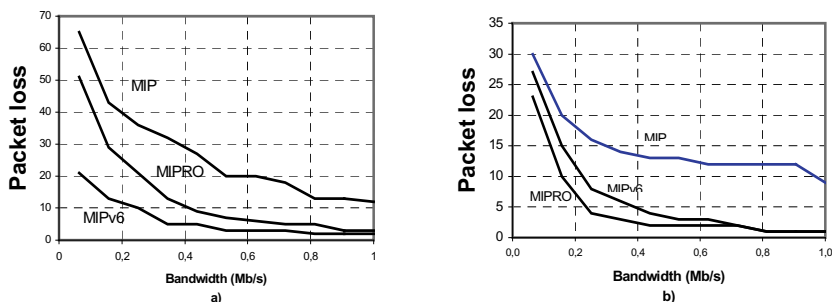 Packet loss
70
60
50
40
30
20
10
0
MIP
MIPRO
MIPv6
0 0,2 0,4 0,6 0,8 1
Bandwidth (Mb/s)
a)
Packet loss
35
30
25
20
15
10
5
0
MIP
MIPv6
MIPRO
0,0 0,2 0,4 0,6 0,8 1,0
Bandwidth (Mb/s)
b)